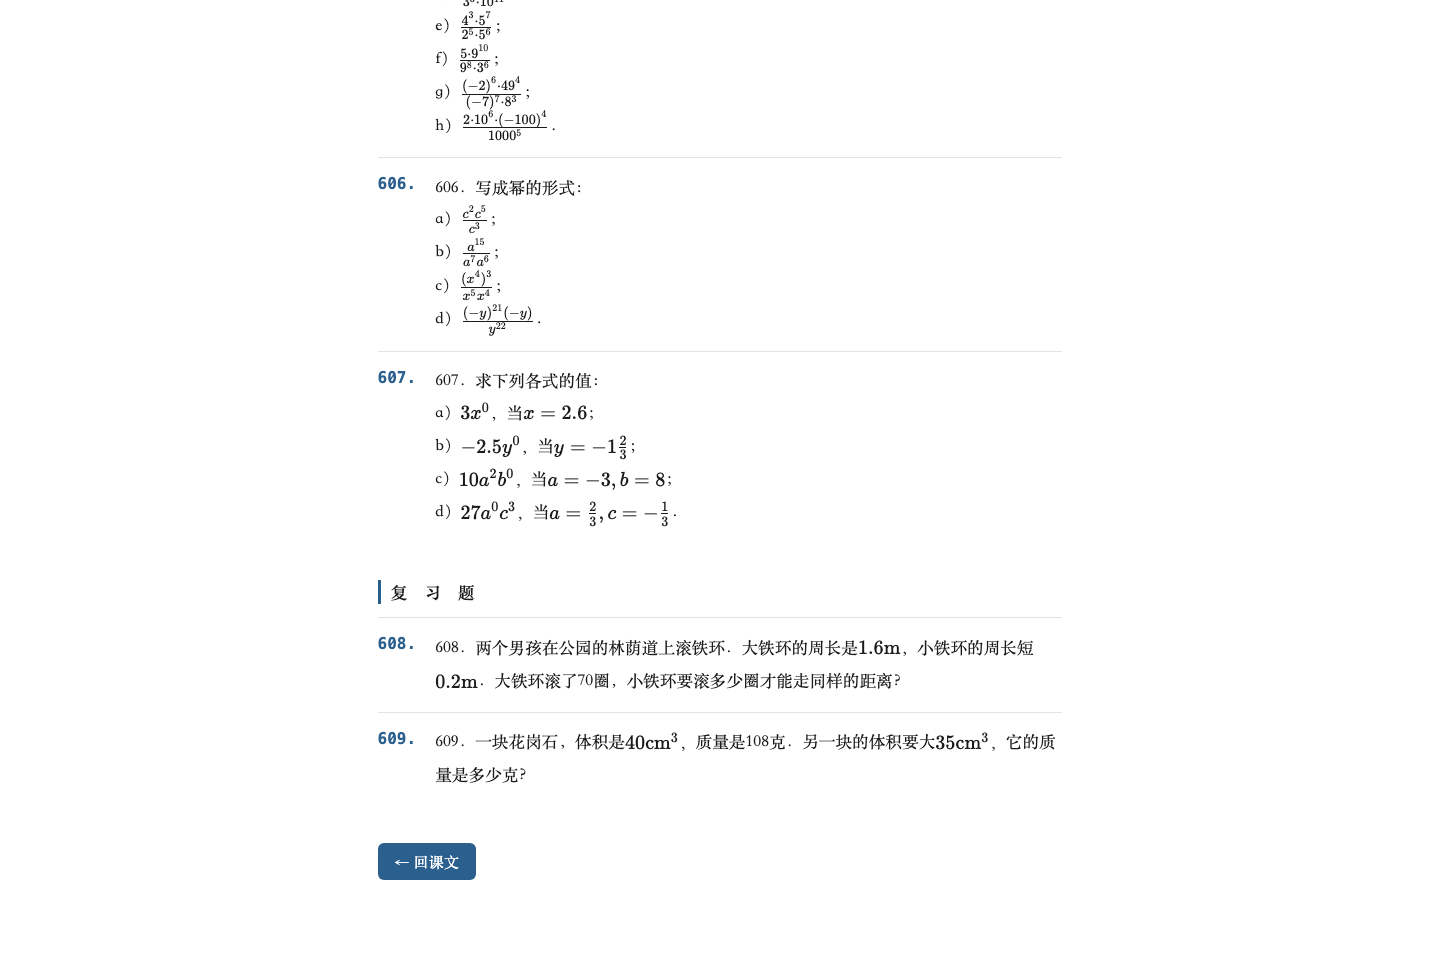 e) 4³·5⁷/2⁵·5⁶;
f) 5·9¹⁰/9⁸·3⁶;
g) (−2)⁶·49⁴/(−7)⁷·8³;
h) 2·10⁶·(−100)⁴/1000⁵.
606. 606. 写成幂的形式:
a) c²c⁵/c³;
b) a¹⁵/a⁷a⁶;
c) (x⁴)³/x⁵x⁴;
d) (−y)²¹(−y)/y²².
607. 607. 求下列各式的值:
a) 3x⁰, 当x = 2.6;
b) −2.5y⁰, 当y = −1 2/3;
c) 10a²b⁰, 当a = −3, b = 8;
d) 27a⁰c³, 当a = 2/3, c = −1/3.
复 习 题
608. 608. 两个男孩在公园的林荫道上滚铁环. 大铁环的周长是1.6m, 小铁环的周长短
0.2m. 大铁环滚了70圈, 小铁环要滚多少圈才能走同样的距离?
609. 609. 一块花岗石, 体积是40cm³, 质量是108克. 另一块的体积要大35cm³, 它的质
量是多少克?
← 回课文